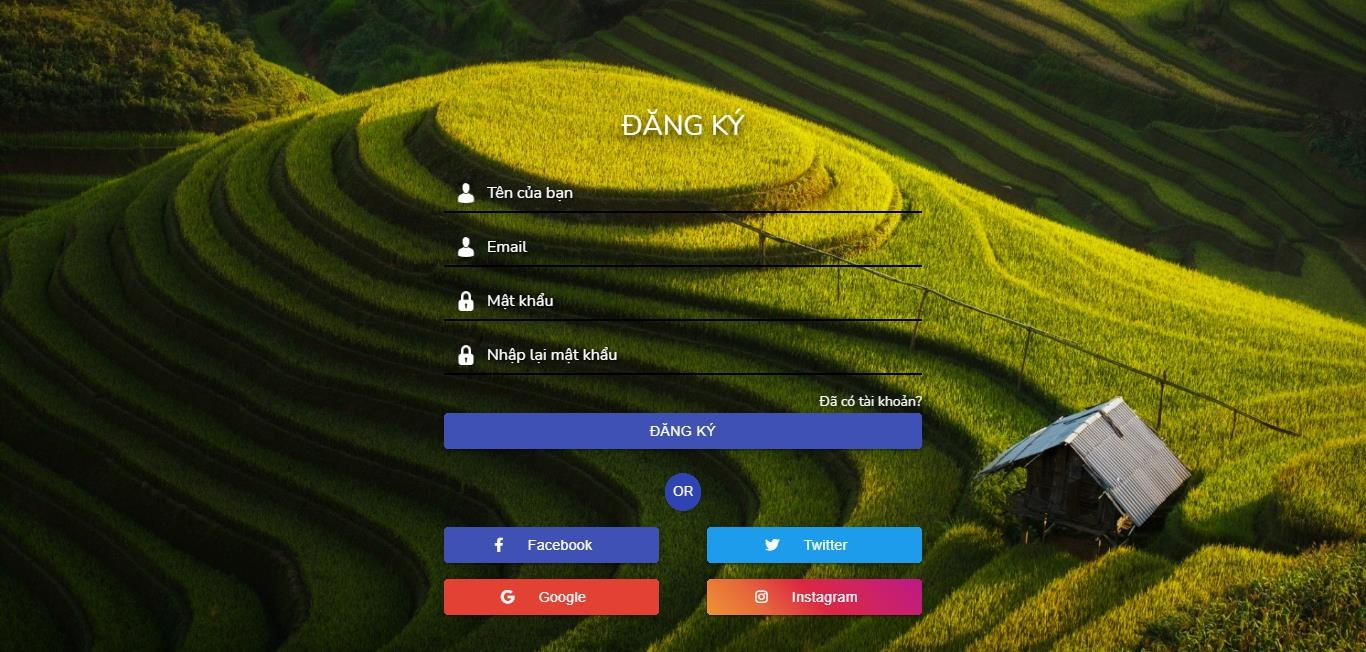 ĐĂNG KÝ
Tên của bạn
Email
Mật khẩu
Nhập lại mật khẩu
Đã có tài khoản?
ĐĂNG KÝ
OR
Facebook
Twitter
Google
Instagram